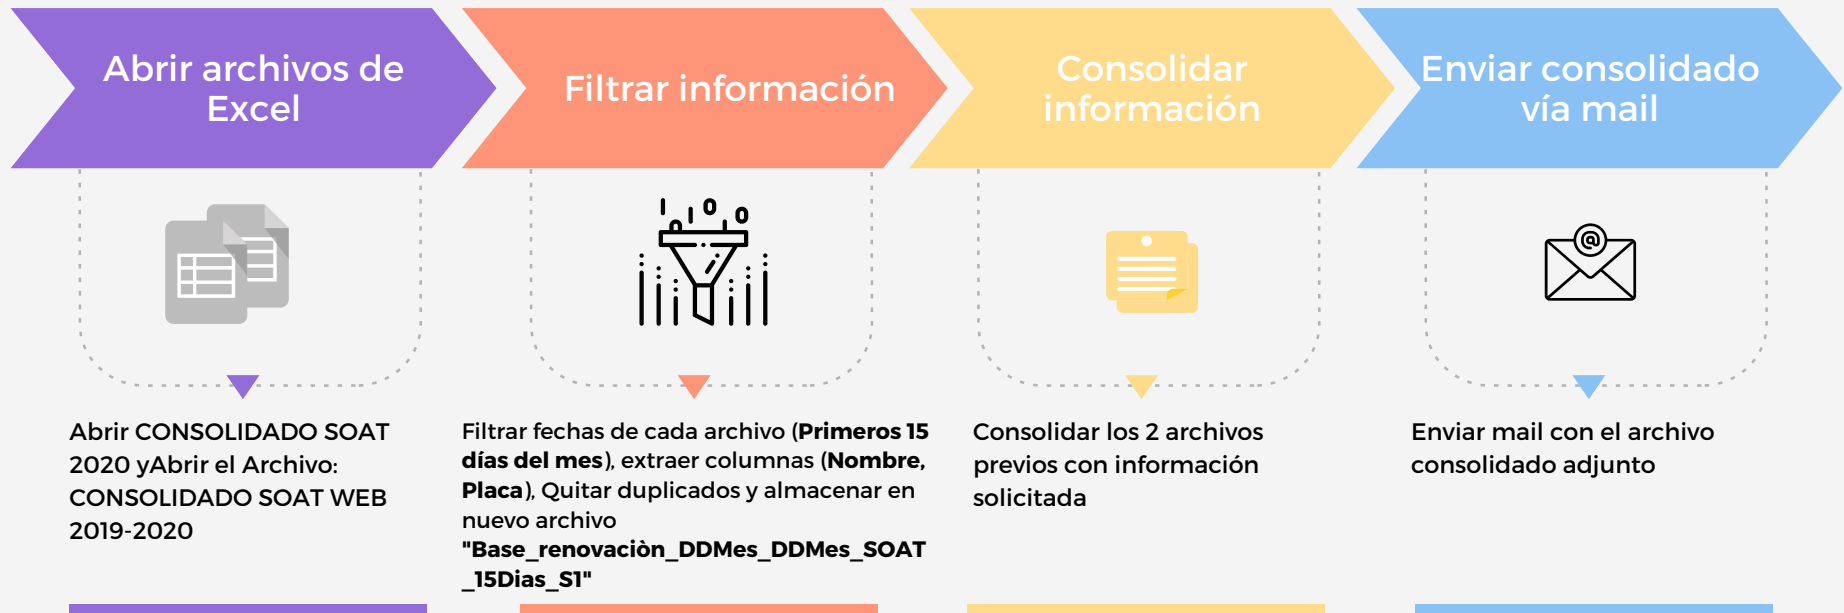 Abrir archivos de
Excel
Filtrar información
Consolidar
información
Enviar consolidado
vía mail
Abrir CONSOLIDADO SOAT
2020 yAbrir el Archivo:
CONSOLIDADO SOAT WEB
2019-2020
Filtrar fechas de cada archivo (Primeros 15
días del mes), extraer columnas (Nombre,
Placa), Quitar duplicados y almacenar en
nuevo archivo
"Base_renovaciòn_DDMes_DDMes_SOAT
_15Dias_S1"
Consolidar los 2 archivos
previos con información
solicitada
Enviar mail con el archivo
consolidado adjunto